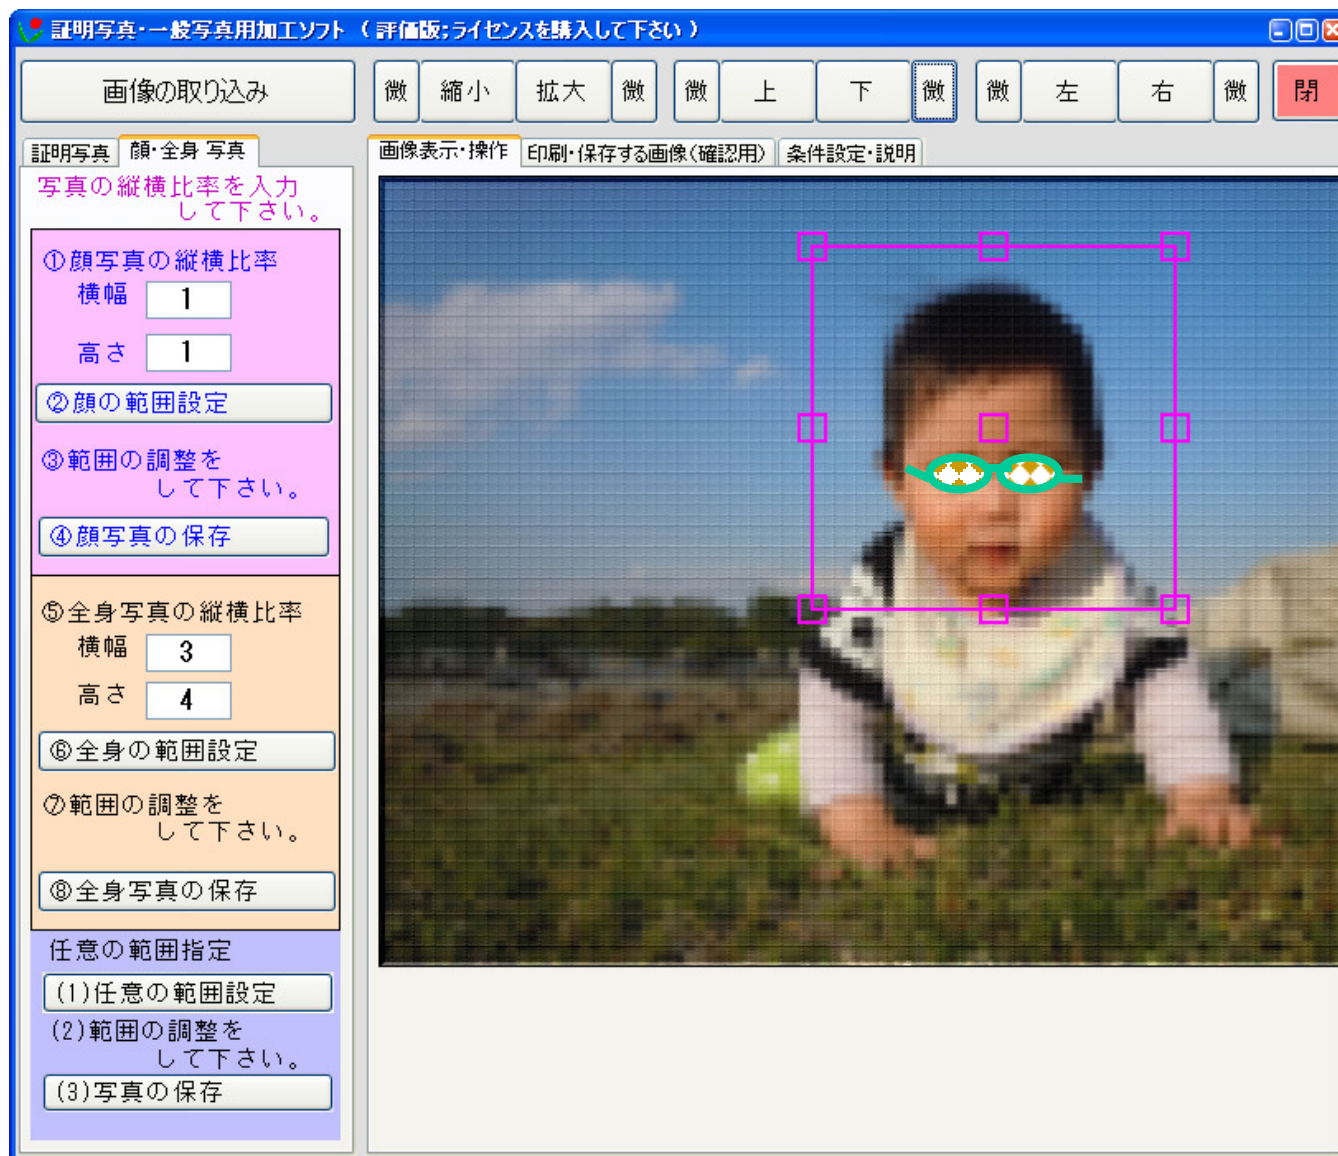 証明写真・一般写真用加工ソフト （ 評価版;ライセンスを購入して下さい ）
画像の取り込み
微 縮小 拡大 微 微 上 下 微 微 左 右 微 閉
証明写真 顔・全身 写真
画像表示・操作 印刷・保存する画像(確認用) 条件設定・説明
写真の縦横比率を入力
して下さい。
①顔写真の縦横比率
横幅 1
高さ 1
②顔の範囲設定
③範囲の調整を
して下さい。
④顔写真の保存
⑤全身写真の縦横比率
横幅 3
高さ 4
⑥全身の範囲設定
⑦範囲の調整を
して下さい。
⑧全身写真の保存
任意の範囲指定
(1)任意の範囲設定
(2)範囲の調整を
して下さい。
(3)写真の保存